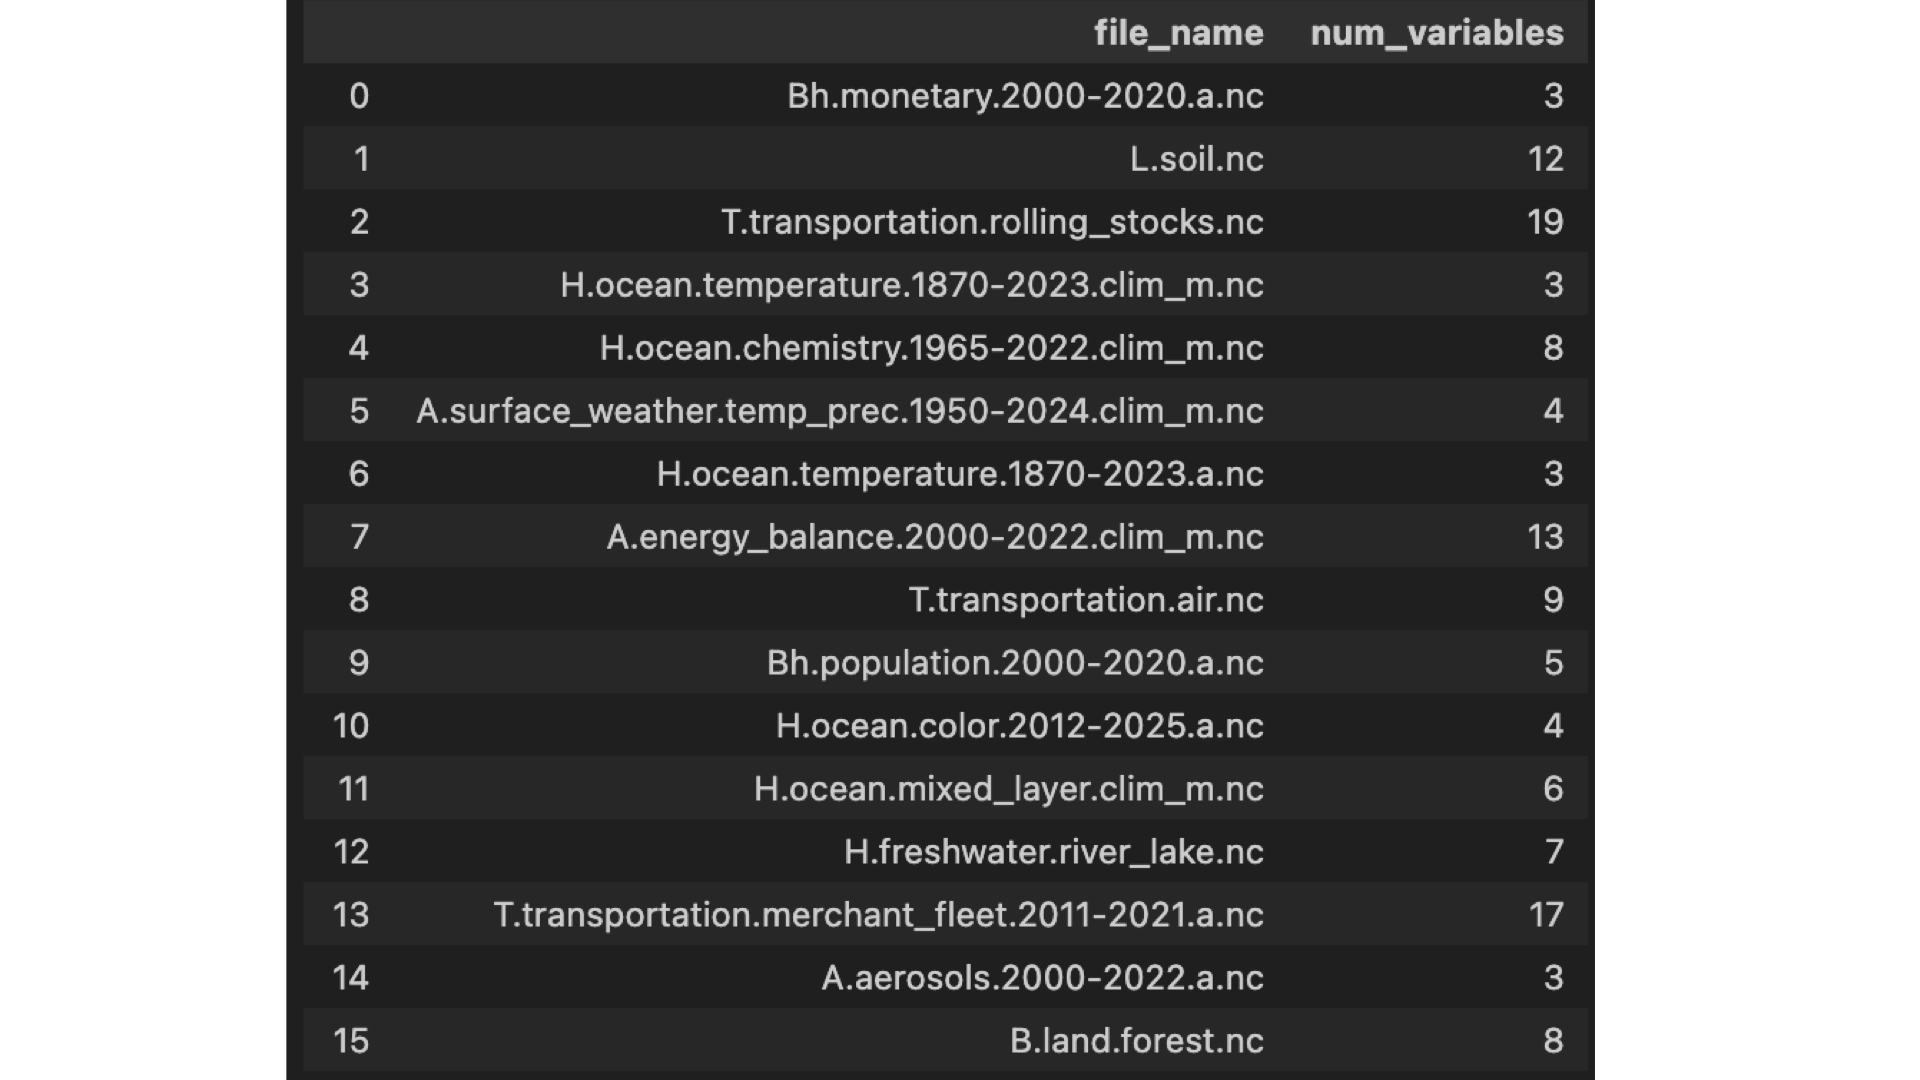 file_name num_variables
0 Bh.monetary.2000-2020.a.nc 3
1 L.soil.nc 12
2 T.transportation.rolling_stocks.nc 19
3 H.ocean.temperature.1870-2023.clim_m.nc 3
4 H.ocean.chemistry.1965-2022.clim_m.nc 8
5 A.surface_weather.temp_prec.1950-2024.clim_m.nc 4
6 H.ocean.temperature.1870-2023.a.nc 3
7 A.energy_balance.2000-2022.clim_m.nc 13
8 T.transportation.air.nc 9
9 Bh.population.2000-2020.a.nc 5
10 H.ocean.color.2012-2025.a.nc 4
11 H.ocean.mixed_layer.clim_m.nc 6
12 H.freshwater.river_lake.nc 7
13 T.transportation.merchant_fleet.2011-2021.a.nc 17
14 A.aerosols.2000-2022.a.nc 3
15 B.land.forest.nc 8